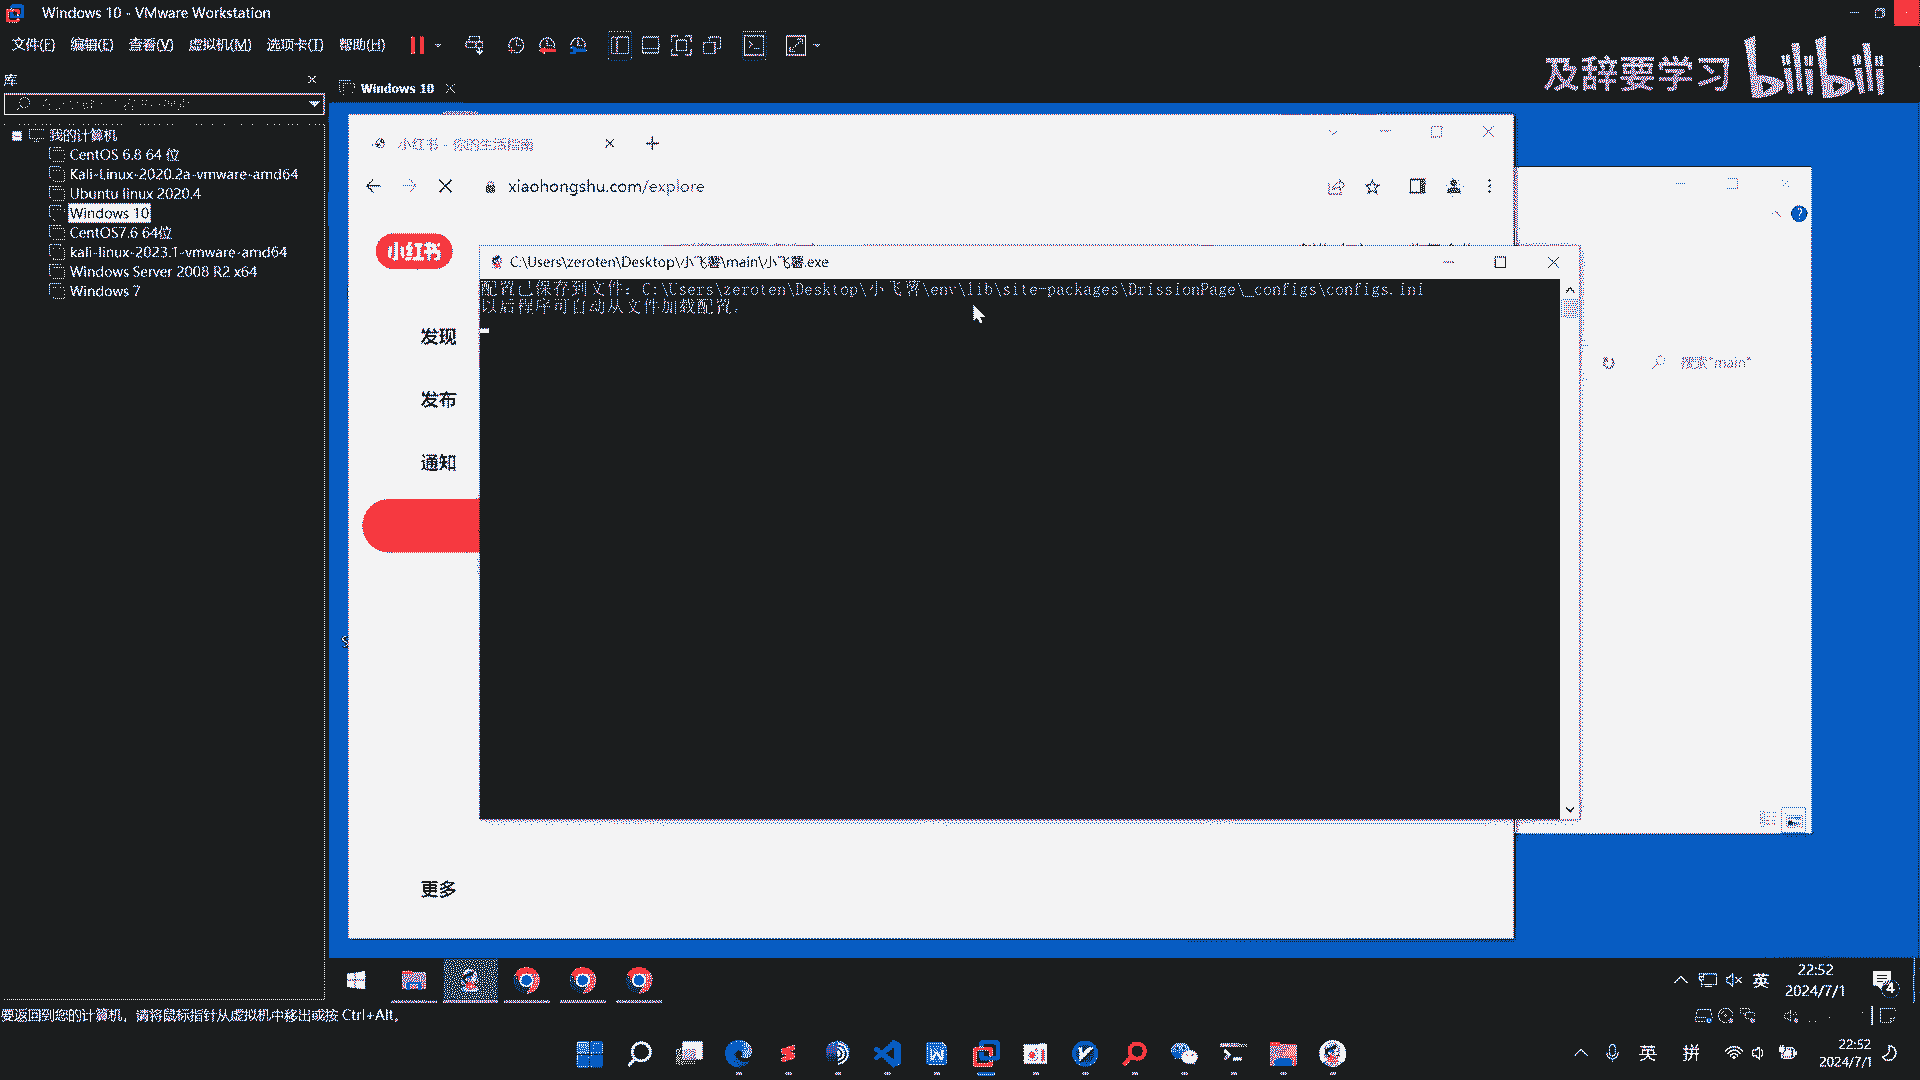 Windows 10 - VMware Workstation
文件(F) 编辑(E) 查看(V) 虚拟机(M) 选项卡(T) 帮助(H)
及辞要学习 bilibili
库
Windows 10
我的计算机
CentOS 6.8 64 位
Kali-Linux-2020.2a-vmware-amd64
Ubuntu linux 2020.4
Windows 10
CentOS7.6 64位
kali-linux-2023.1-vmware-amd64
Windows Server 2008 R2 x64
Windows 7
小红书 - 你的生活指南
xiaohongshu.com/explore
小红书
C:\Users\zeroten\Desktop\小飞薯\main\小飞薯.exe
配置已保存到文件: C:\Users\zeroten\Desktop\小飞薯\env\lib\site-packages\DrissionPage\_configs\configs.ini
以后程序可自动从文件加载配置.
发现
发布
通知
更多
搜索"main"
英
22:52
2024/7/1
4
要返回到您的计算机，请将鼠标指针从虚拟机中移出或按 Ctrl+Alt。
英 拼
22:52
2024/7/1